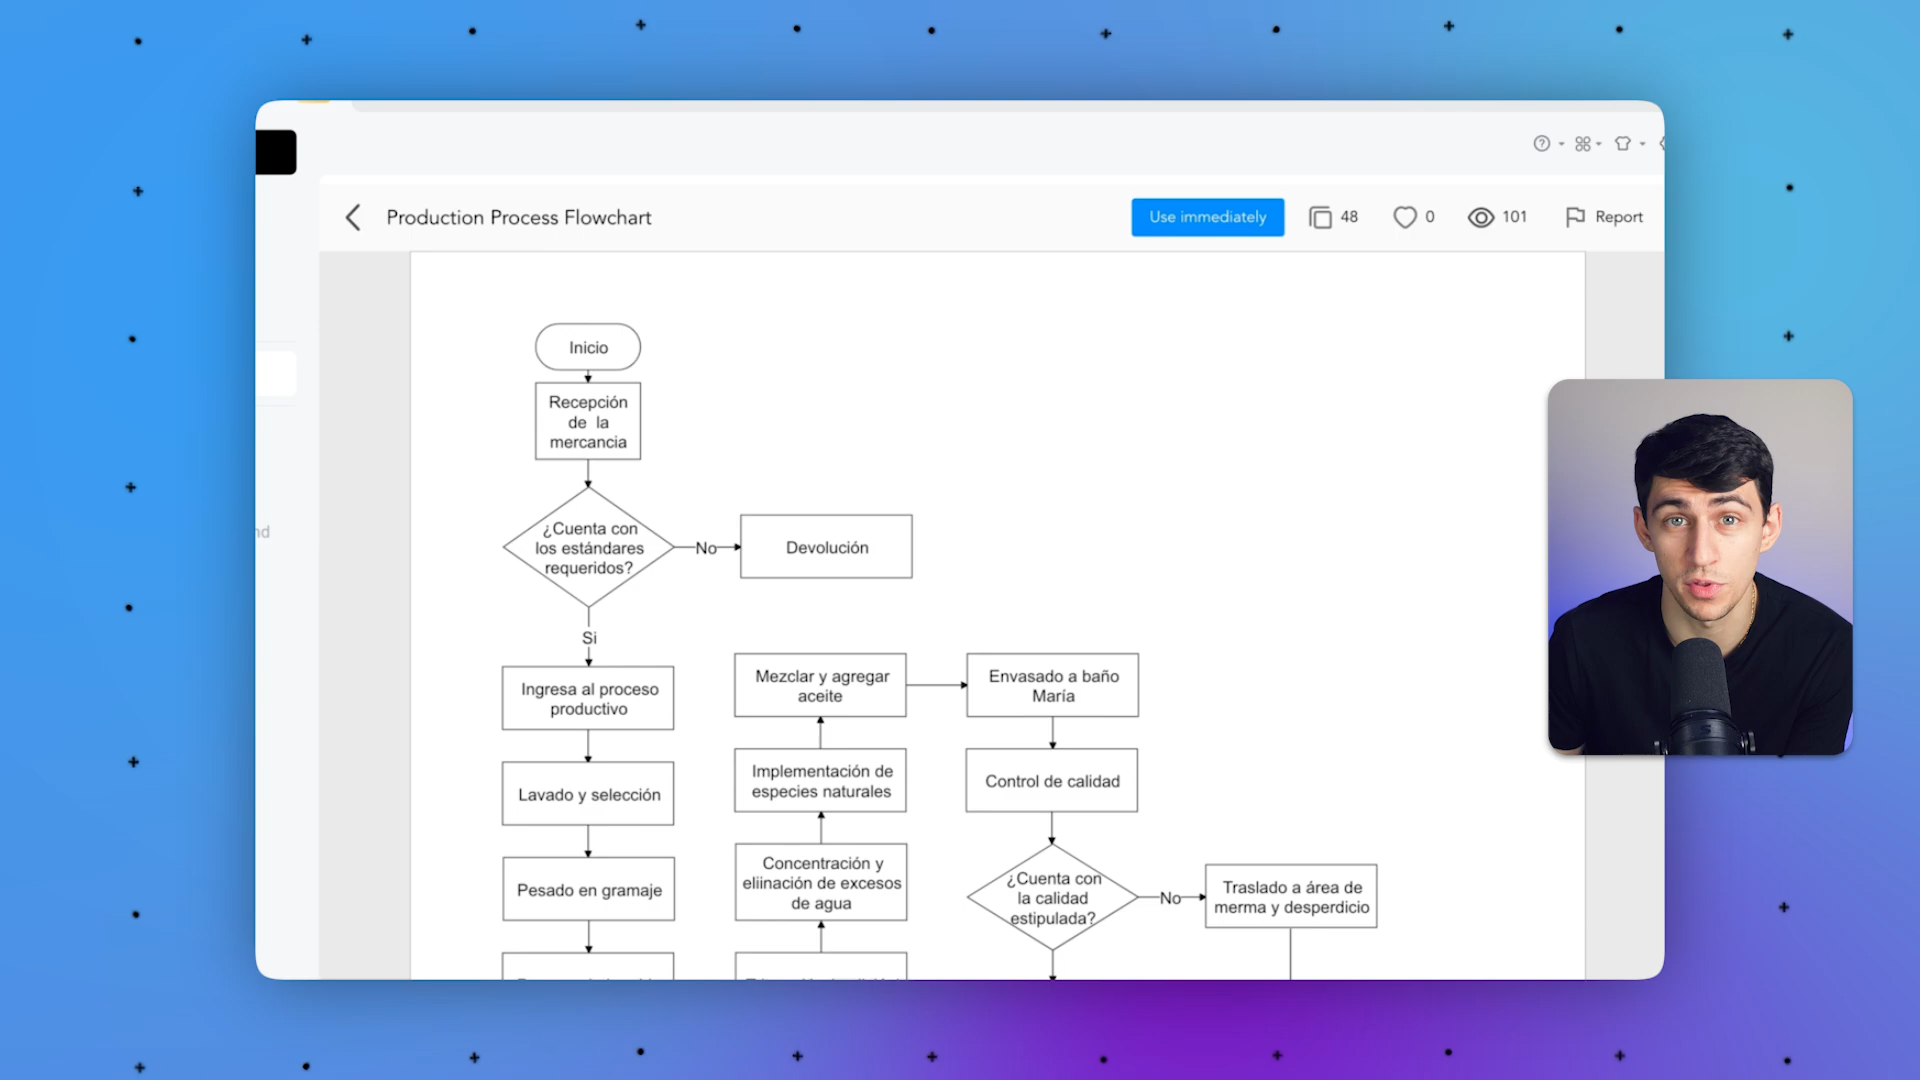 Production Process Flowchart
Use immediately
48
0
101
Report
Inicio
Recepción
de la
mercancia
¿Cuenta con
los estándares
requeridos?
No
Devolución
Si
Ingresa al proceso
productivo
Lavado y selección
Pesado en gramaje
Mezclar y agregar
aceite
Implementación de
especies naturales
Concentración y
eliinación de excesos
de agua
Envasado a baño
María
Control de calidad
¿Cuenta con
la calidad
estipulada?
No
Traslado a área de
merma y desperdicio
nd